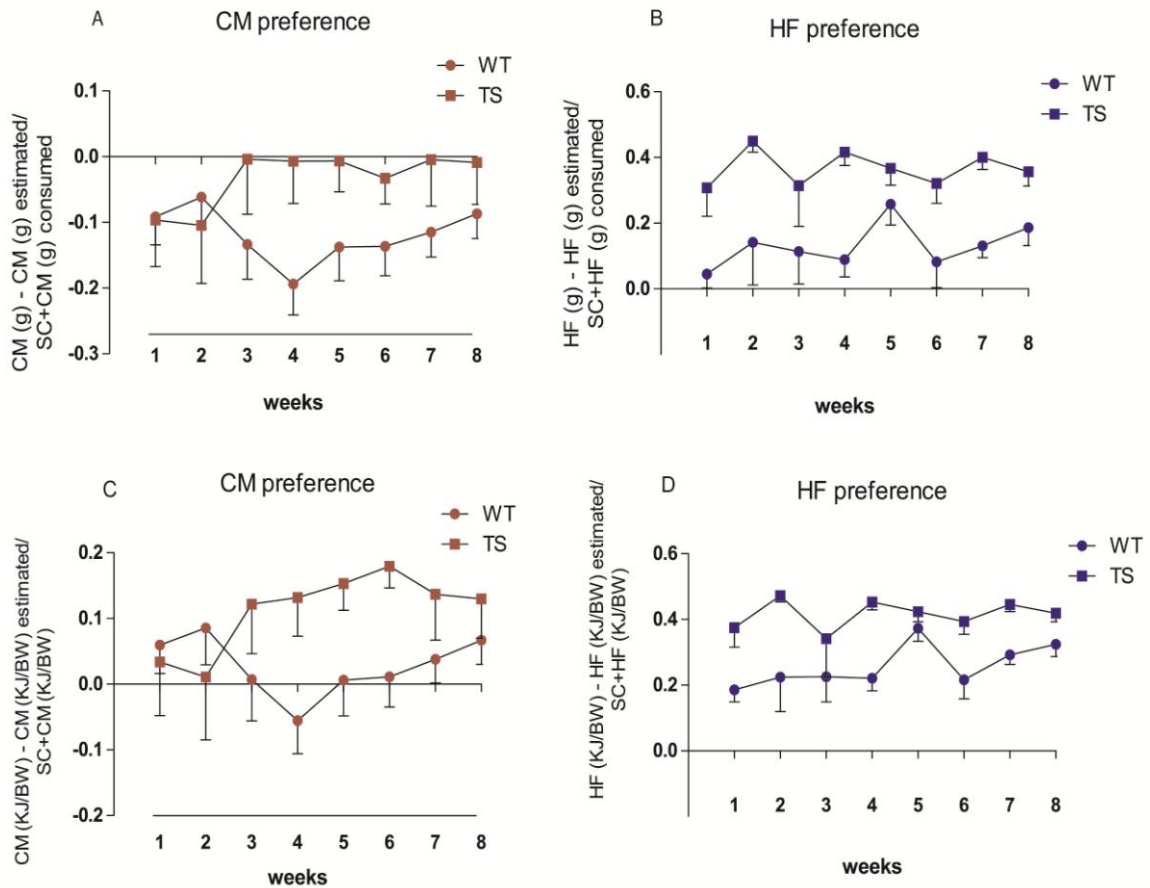 A
CM preference
WT
TS
CM (g) - CM (g) estimated/
SC+CM (g) consumed
0.1
0.0
-0.1
-0.2
-0.3
1 2 3 4 5 6 7 8
weeks
B
HF preference
WT
TS
HF (g) - HF (g) estimated/
SC+HF (g) consumed
0.6
0.4
0.2
0.0
1 2 3 4 5 6 7 8
weeks
C
CM preference
WT
TS
CM (KJ/BW) - CM (KJ/BW) estimated/
SC+CM (KJ/BW)
0.2
0.1
0.0
-0.1
-0.2
1 2 3 4 5 6 7 8
weeks
D
HF preference
WT
TS
HF (KJ/BW) - HF (KJ/BW) estimated/
SC+HF (KJ/BW)
0.6
0.4
0.2
0.0
1 2 3 4 5 6 7 8
weeks